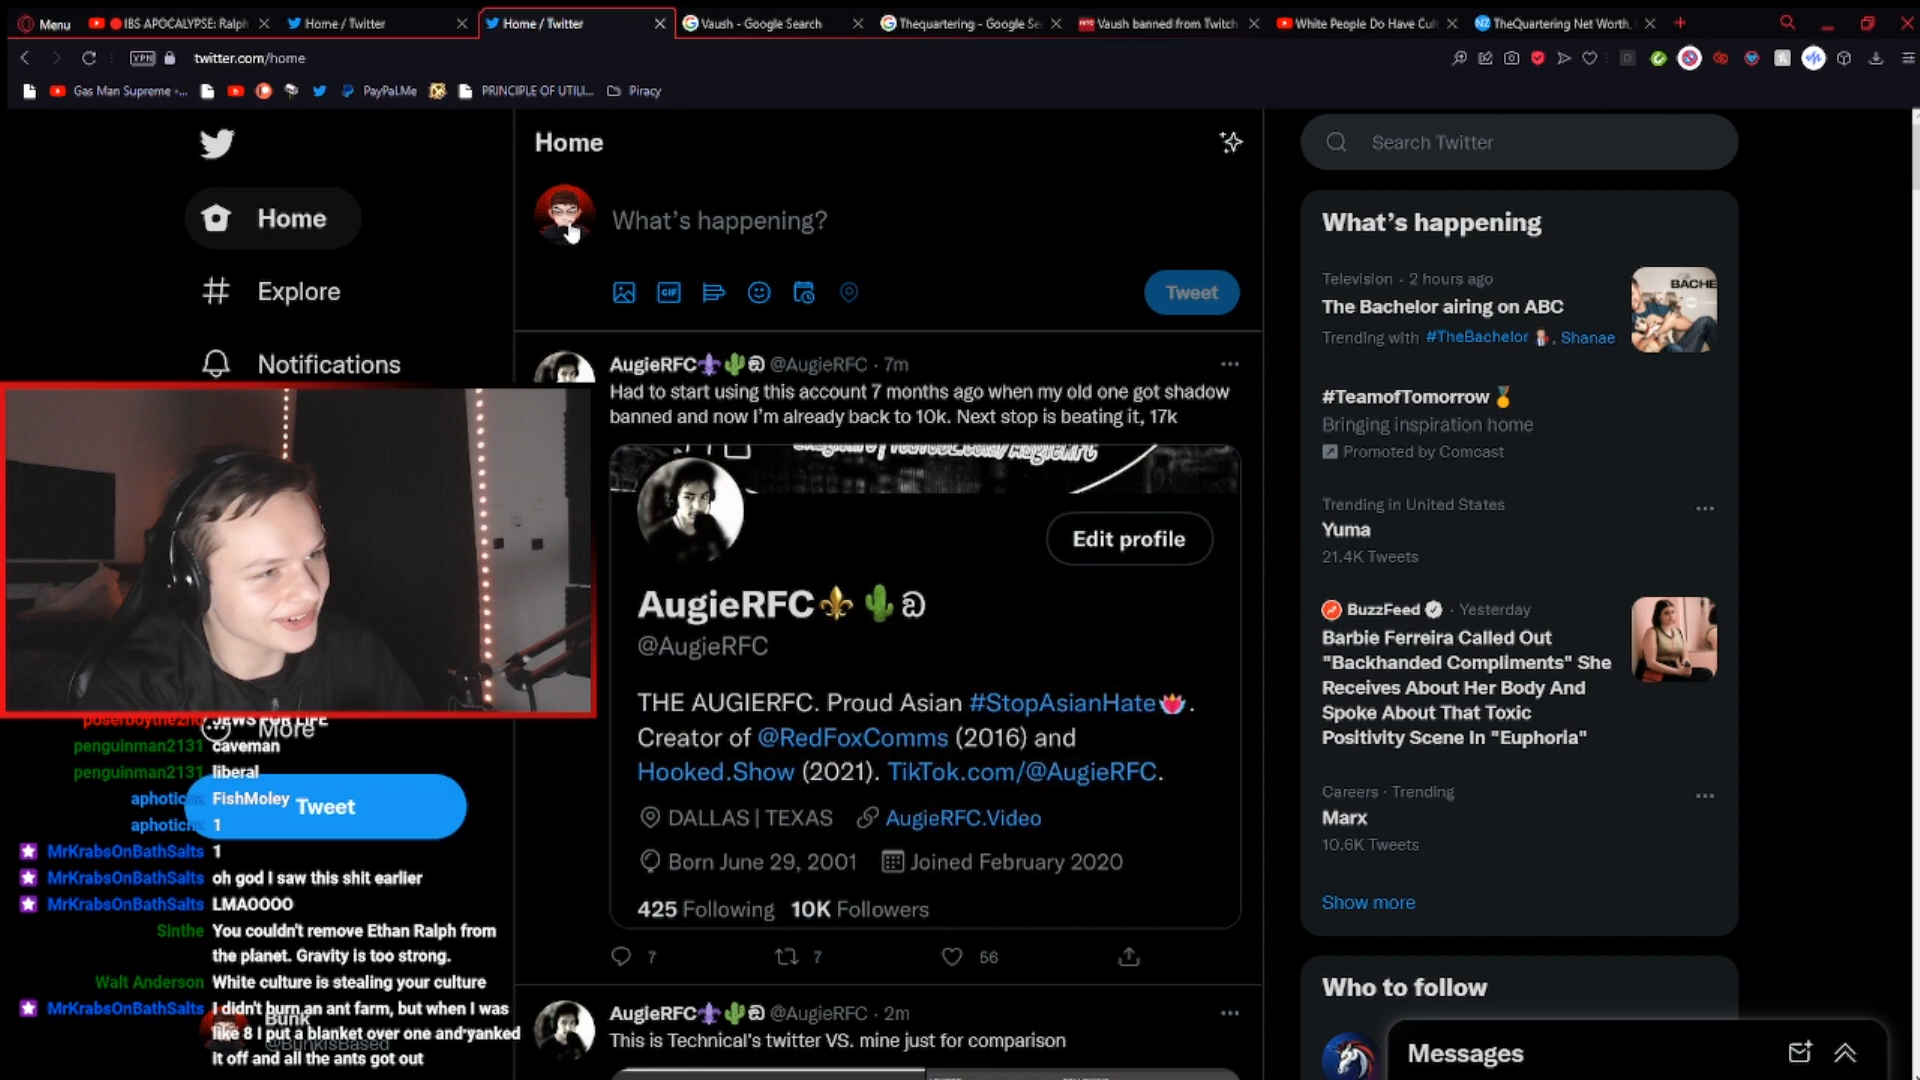 Menu
IBS APOCALYPSE: Ralph
Home / Twitter
Home / Twitter
Vaush - Google Search
Thequartering - Google Se
Vaush banned from Twitch
White People Do Have Cul
TheQuartering Net Worth,
VPN
twitter.com/home
Gas Man Supreme -...
PayPal.Me
PRINCIPLE OF UTILI...
Piracy
Home
Explore
Notifications
More
Tweet
Bunk
@BunkIsBased
Home
What's happening?
GIF
Tweet
AugieRFC @AugieRFC · 7m
Had to start using this account 7 months ago when my old one got shadow
banned and now I'm already back to 10k. Next stop is beating it, 17k
Edit profile
AugieRFC
@AugieRFC
THE AUGIERFC. Proud Asian #StopAsianHate.
Creator of @RedFoxComms (2016) and
Hooked.Show (2021). TikTok.com/@AugieRFC.
DALLAS | TEXAS AugieRFC.Video
Born June 29, 2001 Joined February 2020
425 Following 10K Followers
7 7 56
AugieRFC @AugieRFC · 2m
This is Technical's twitter VS. mine just for comparison
Search Twitter
What's happening
Television · 2 hours ago
The Bachelor airing on ABC
Trending with #TheBachelor, Shanae
BACHE
#TeamofTomorrow
Bringing inspiration home
Promoted by Comcast
Trending in United States
Yuma
21.4K Tweets
BuzzFeed · Yesterday
Barbie Ferreira Called Out
"Backhanded Compliments" She
Receives About Her Body And
Spoke About That Toxic
Positivity Scene In "Euphoria"
Careers · Trending
Marx
10.6K Tweets
Show more
Who to follow
Messages
JEWS FOR LIFE
penguinman2131 caveman
penguinman2131 liberal
FishMoley
1
MrKrabsOnBathSalts 1
MrKrabsOnBathSalts oh god I saw this shit earlier
MrKrabsOnBathSalts LMAOOOO
Sinthe You couldn't remove Ethan Ralph from
the planet. Gravity is too strong.
Walt Anderson White culture is stealing your culture
MrKrabsOnBathSalts I didn't burn an ant farm, but when I was
like 8 I put a blanket over one and yanked
it off and all the ants got out